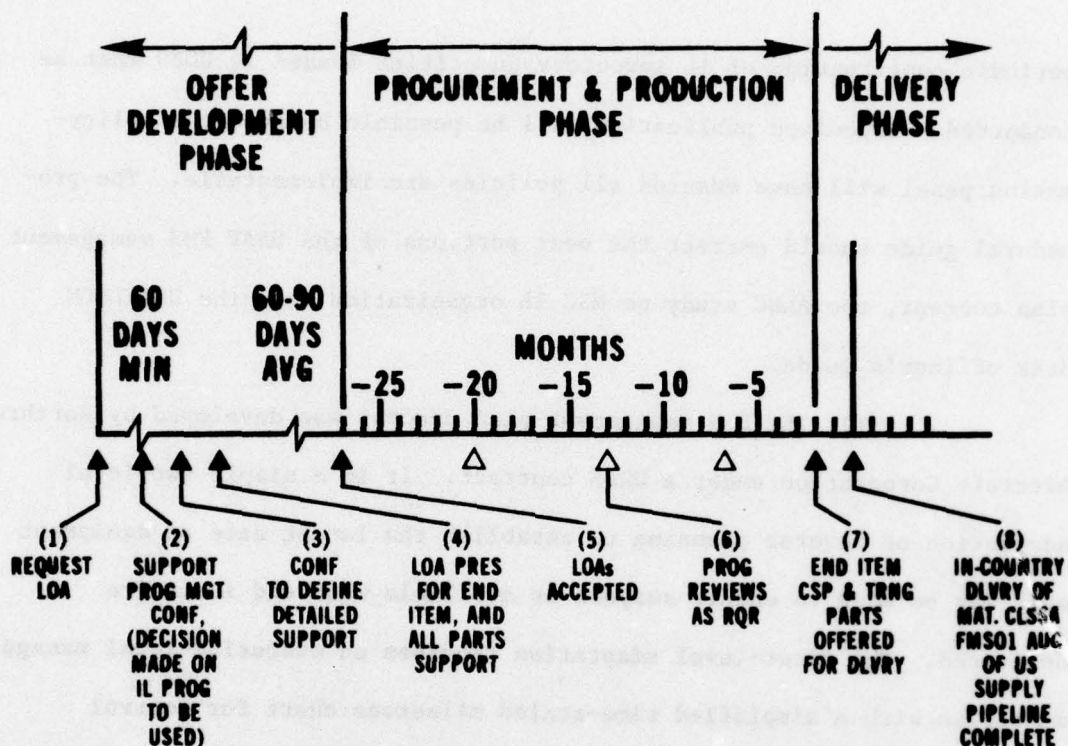 OFFER
DEVELOPMENT
PHASE
PROCUREMENT & PRODUCTION
PHASE
DELIVERY
PHASE
60
DAYS
MIN
60-90
DAYS
AVG
MONTHS
-25
-20
-15
-10
-5
(1)
REQUEST
LOA
(2)
SUPPORT
PROG MGT
CONF,
(DECISION
MADE ON
IL PROG
TO BE
USED)
(3)
CONF
TO DEFINE
DETAILED
SUPPORT
(4)
LOA PRES
FOR END
ITEM, AND
ALL PARTS
SUPPORT
(5)
LOAs
ACCEPTED
(6)
PROG
REVIEWS
AS RQR
(7)
END ITEM
CSP & TRNG
PARTS
OFFERED
FOR DLVRY
(8)
IN-COUNTRY
DLVRY OF
MAT. CLSSA
FMSO1 AUG
OF US
SUPPLY
PIPELINE
COMPLETE